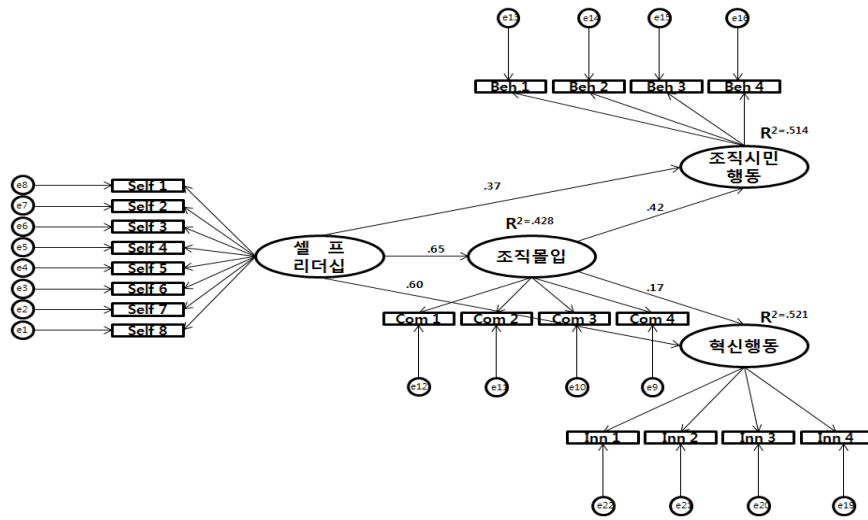 e13
e14
e15
e16
Beh 1
Beh 2
Beh 3
Beh 4
R2=.514
조직시민
행동
e8
Self 1
e7
Self 2
e6
Self 3
e5
Self 4
e4
Self 5
e3
Self 6
e2
Self 7
e1
Self 8
.37
.42
R2=.428
셀 프
리더십
.65
조직몰입
.60
.17
R2=.521
Com 1
Com 2
Com 3
Com 4
혁신행동
e12
e11
e10
e9
Inn 1
Inn 2
Inn 3
Inn 4
e22
e21
e20
e19